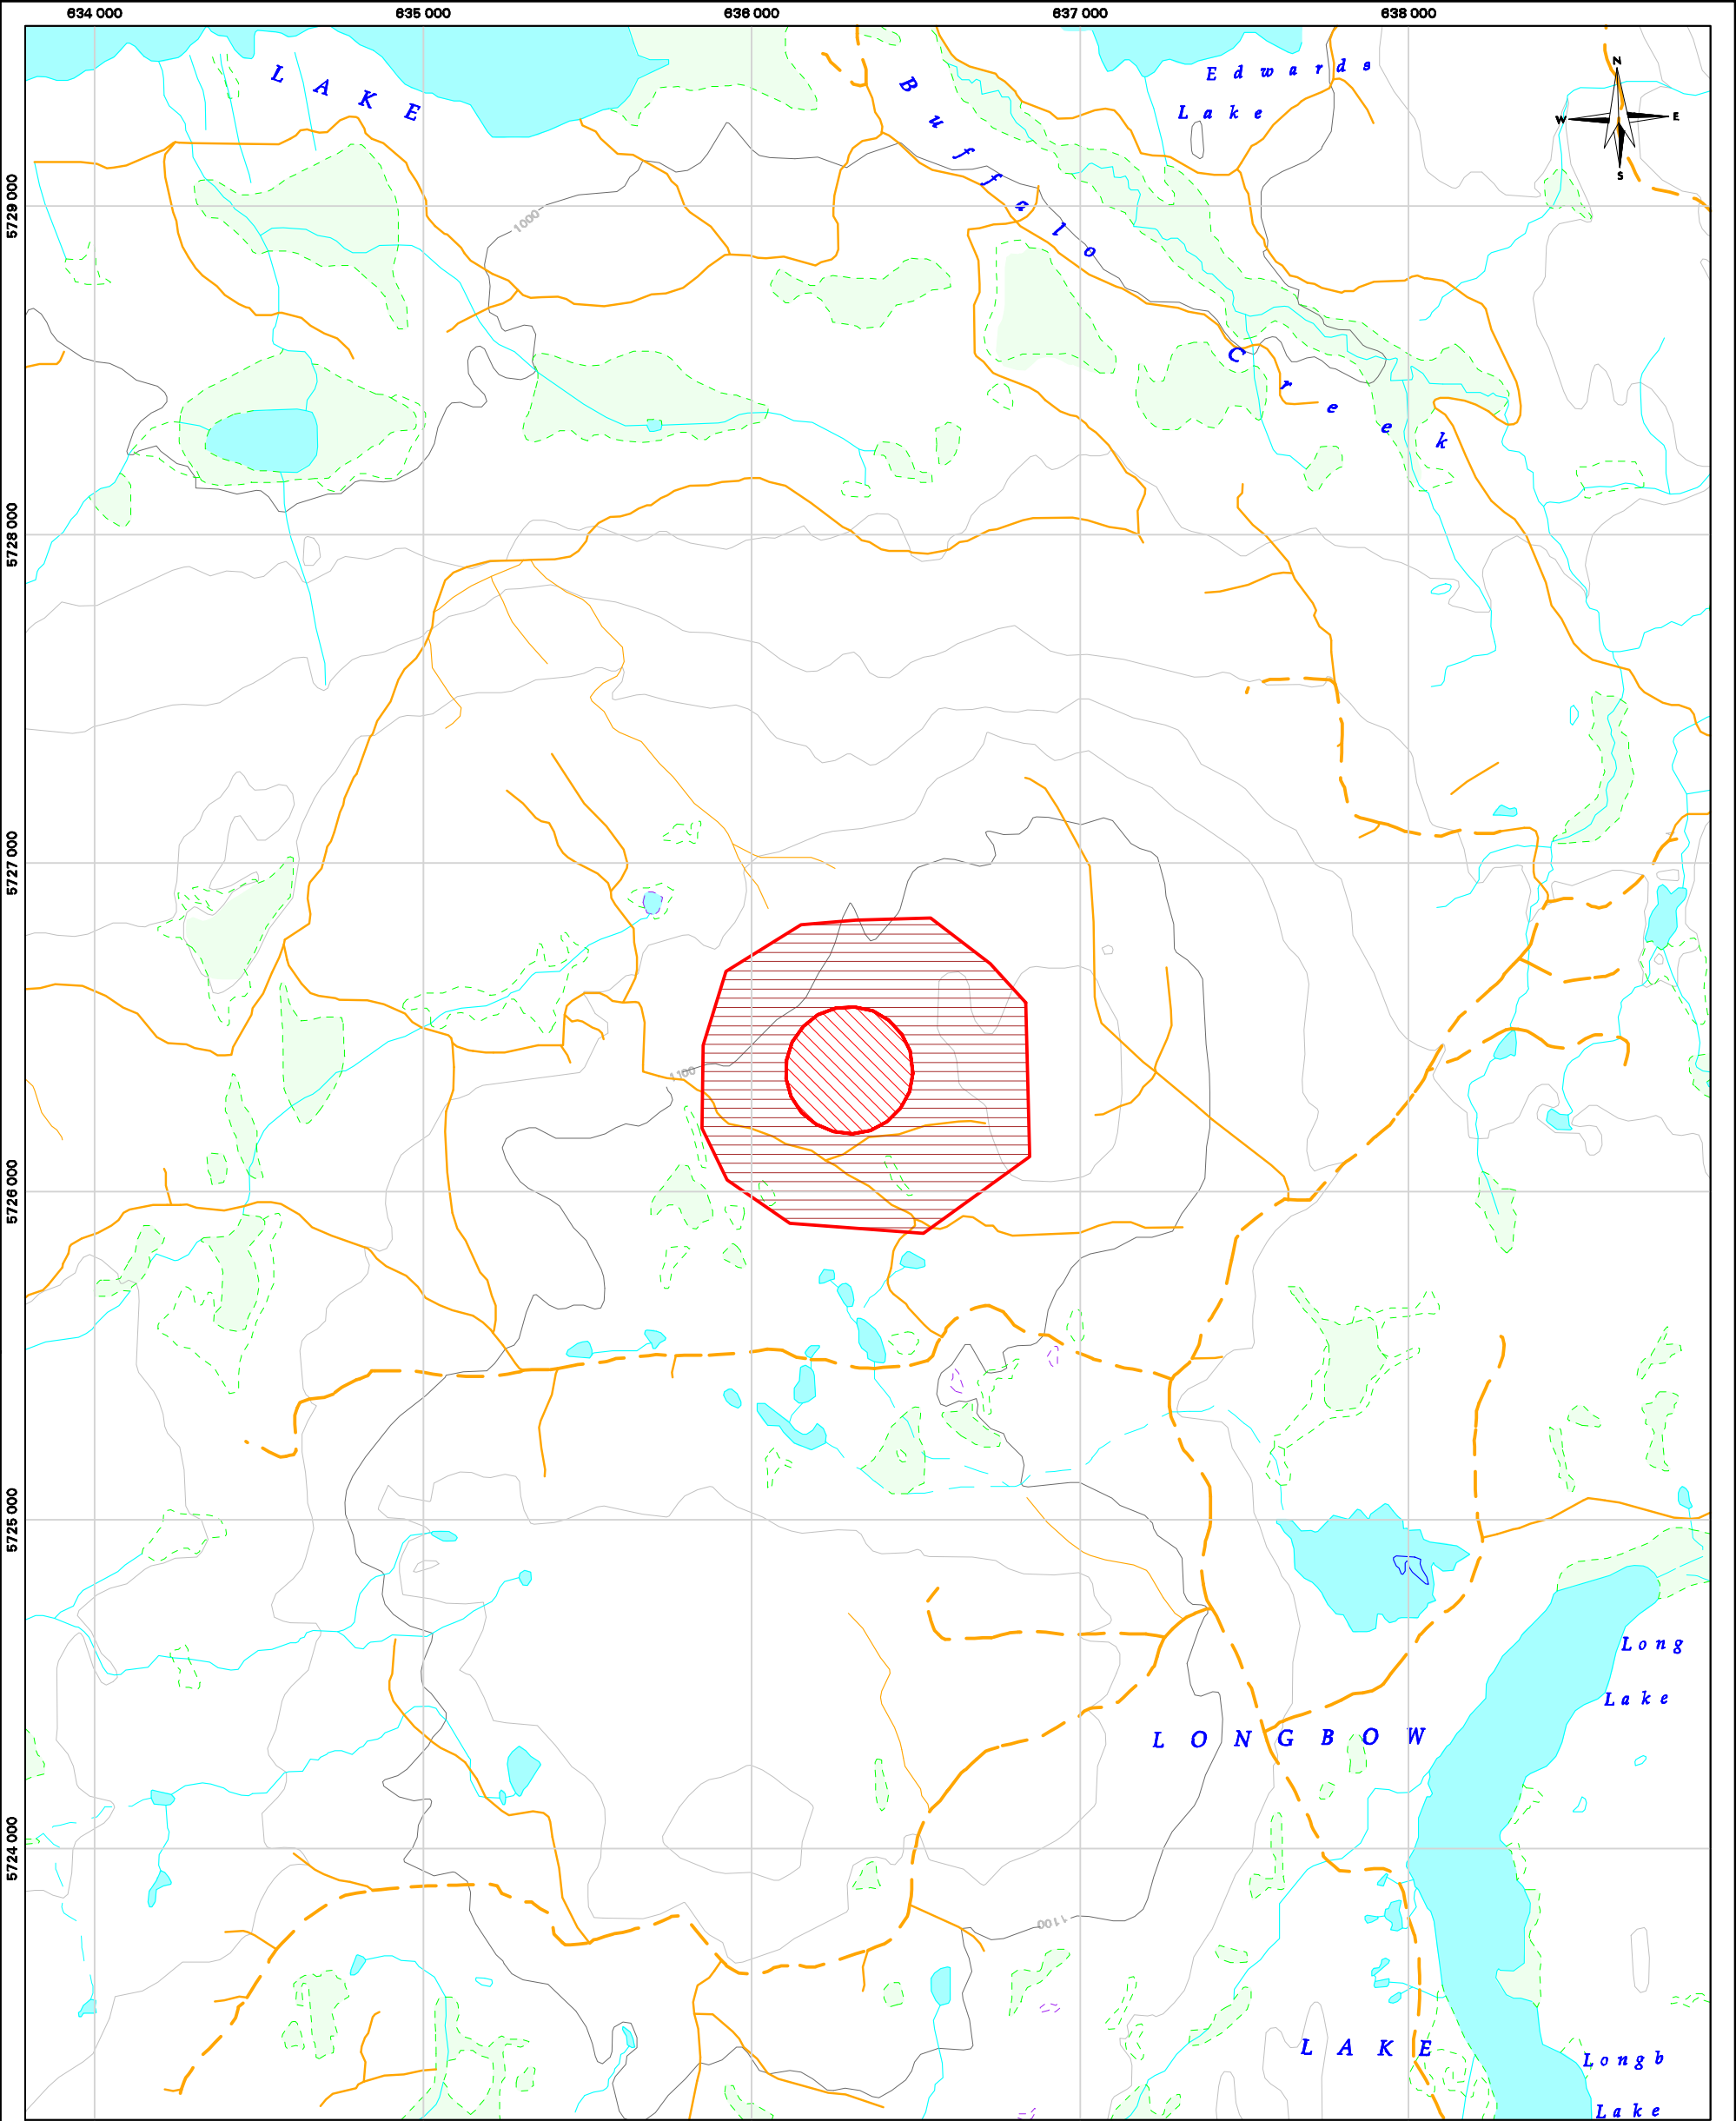 634 000 635 000 636 000 637 000 638 000
N
W E
S
L A K E
Edwards
Lake
Buffalo
Creek
5729 000
1000
5728 000
5727 000
1100
5726 000
5725 000
Long
Lake
LONGBOW
5724 000
1100
LAKE
Longb
Lake